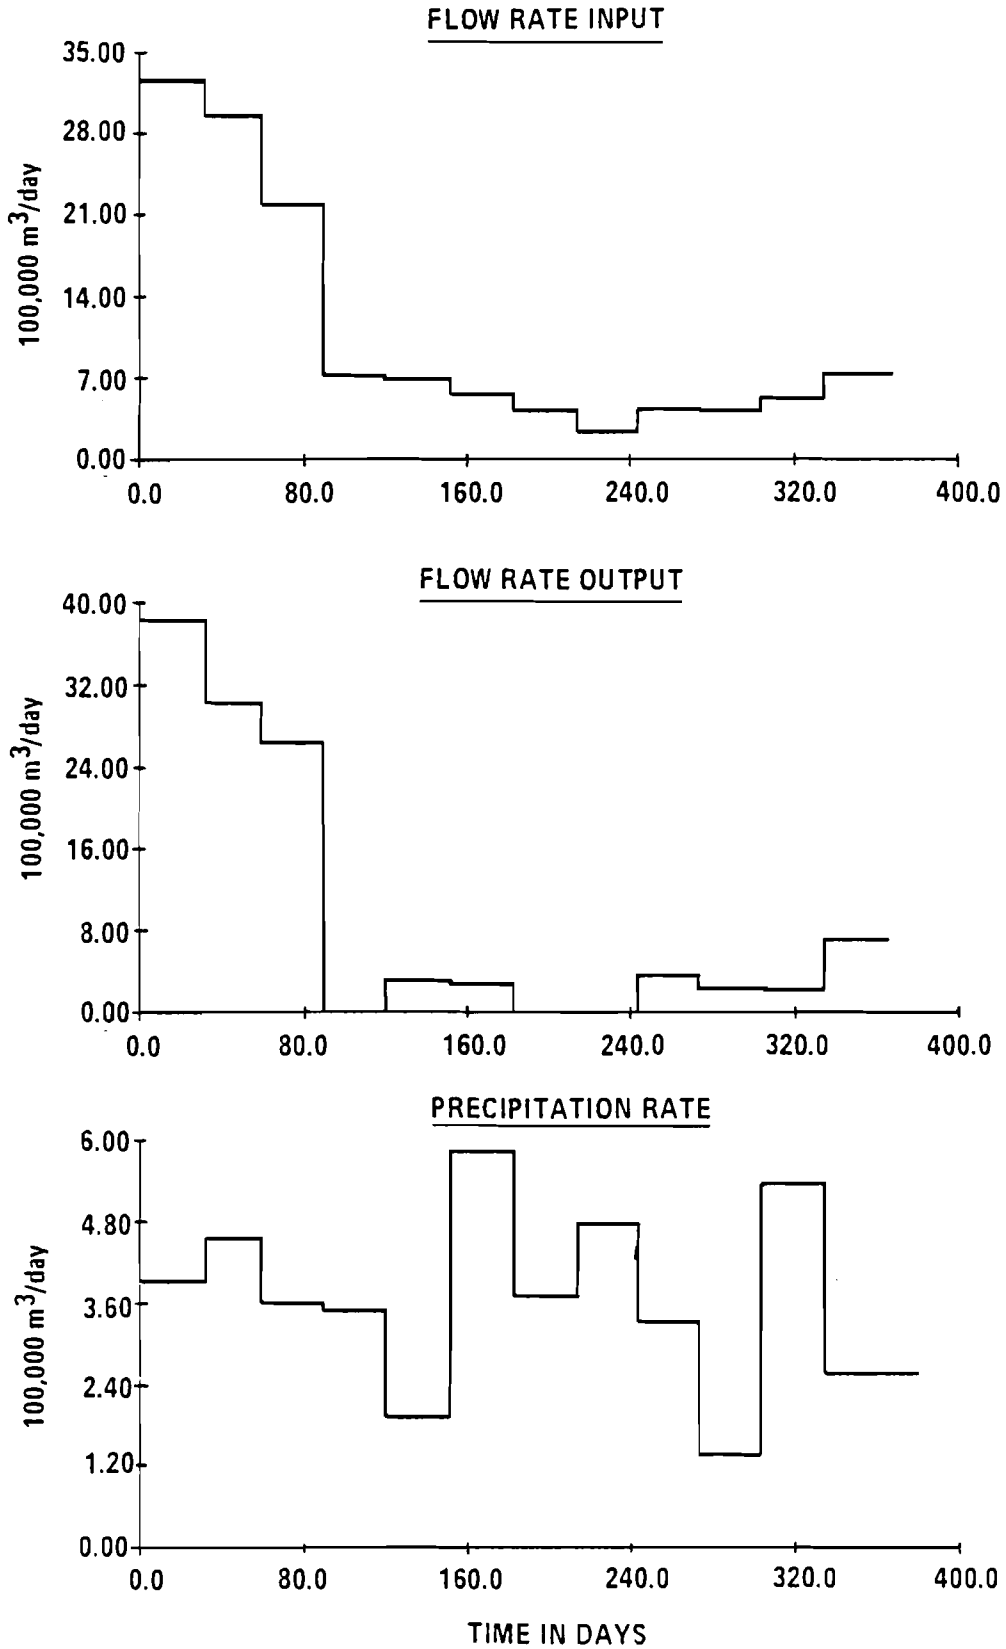 FLOW RATE INPUT
100,000 m³/day
35.00
28.00
21.00
14.00
7.00
0.00
0.0 80.0 160.0 240.0 320.0 400.0
FLOW RATE OUTPUT
100,000 m³/day
40.00
32.00
24.00
16.00
8.00
0.00
0.0 80.0 160.0 240.0 320.0 400.0
PRECIPITATION RATE
100,000 m³/day
6.00
4.80
3.60
2.40
1.20
0.00
0.0 80.0 160.0 240.0 320.0 400.0
TIME IN DAYS